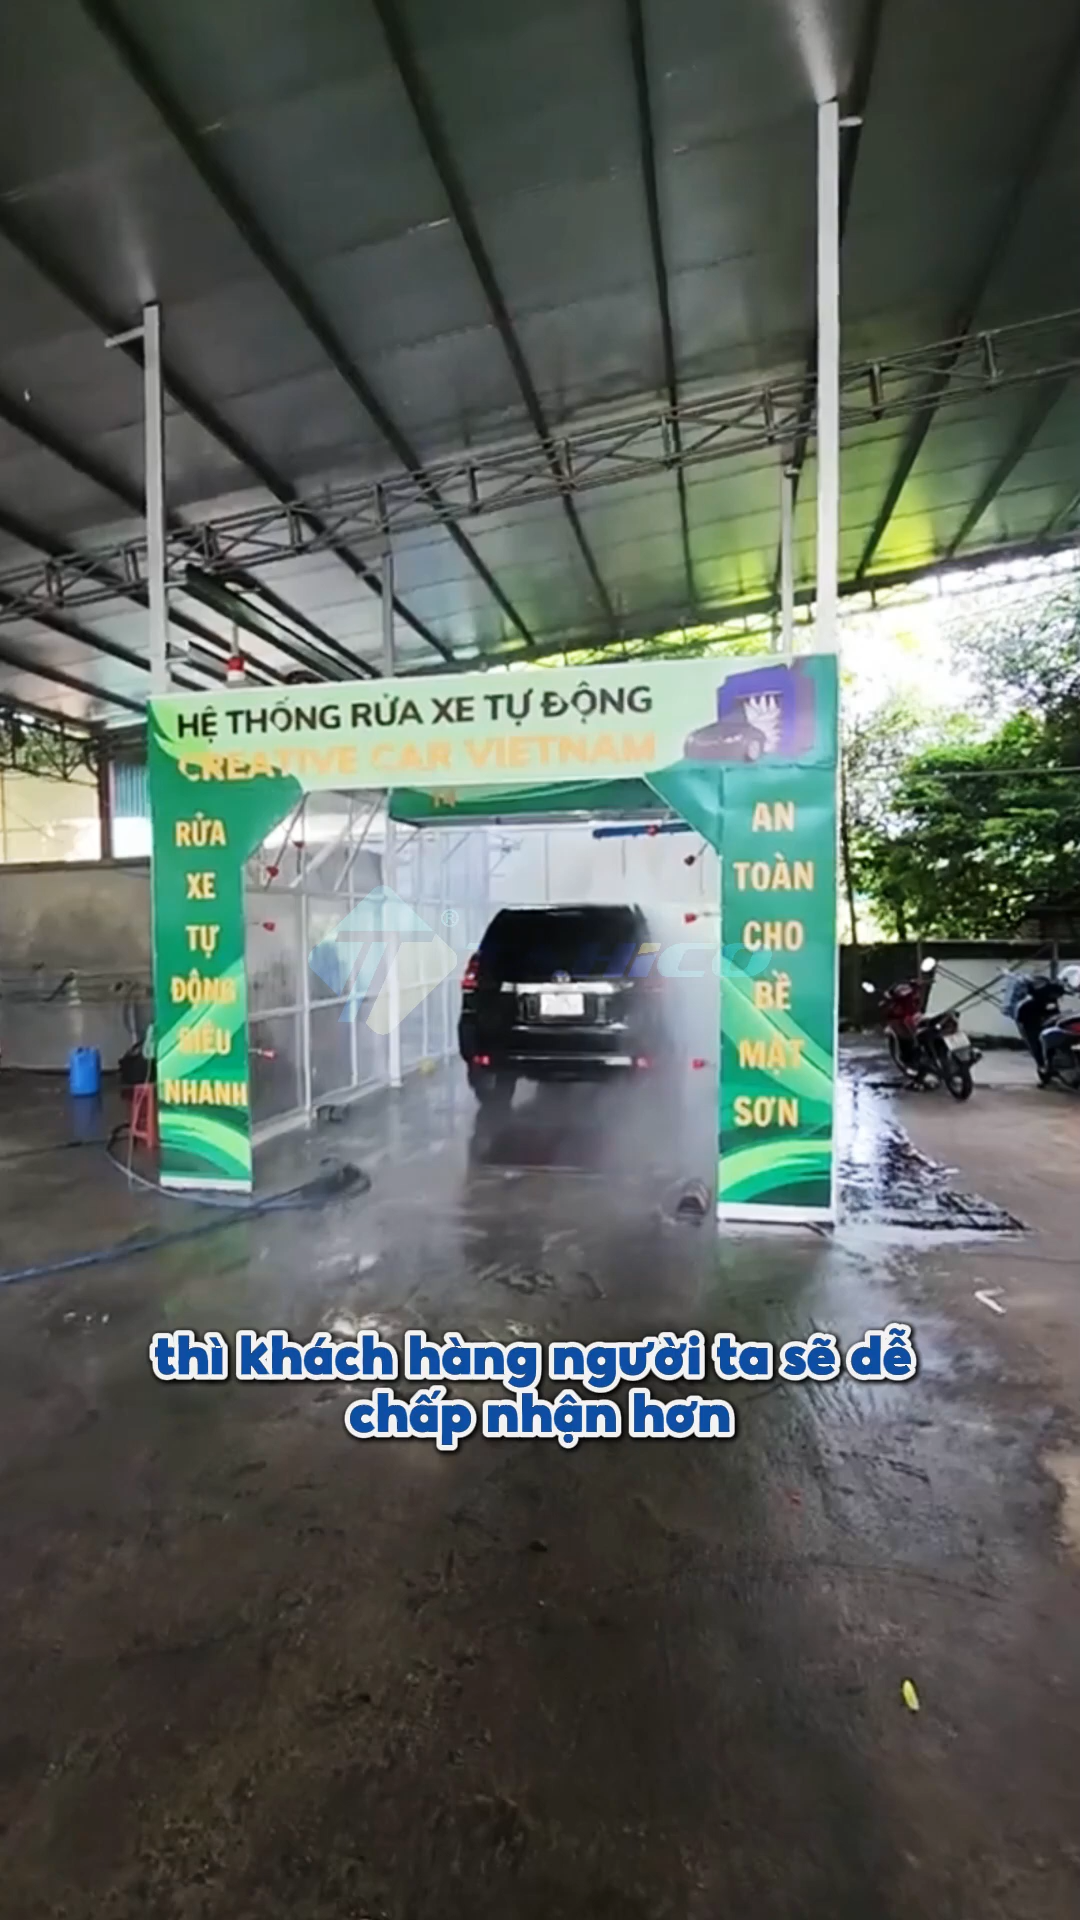 HỆ THỐNG RỬA XE TỰ ĐỘNG
CREATIVE CAR VIETNAM
RỬA
XE
TỰ
ĐỘNG
SIÊU
NHANH
AN
TOÀN
CHO
BỀ
MẶT
SƠN
thì khách hàng người ta sẽ dễ
chấp nhận hơn